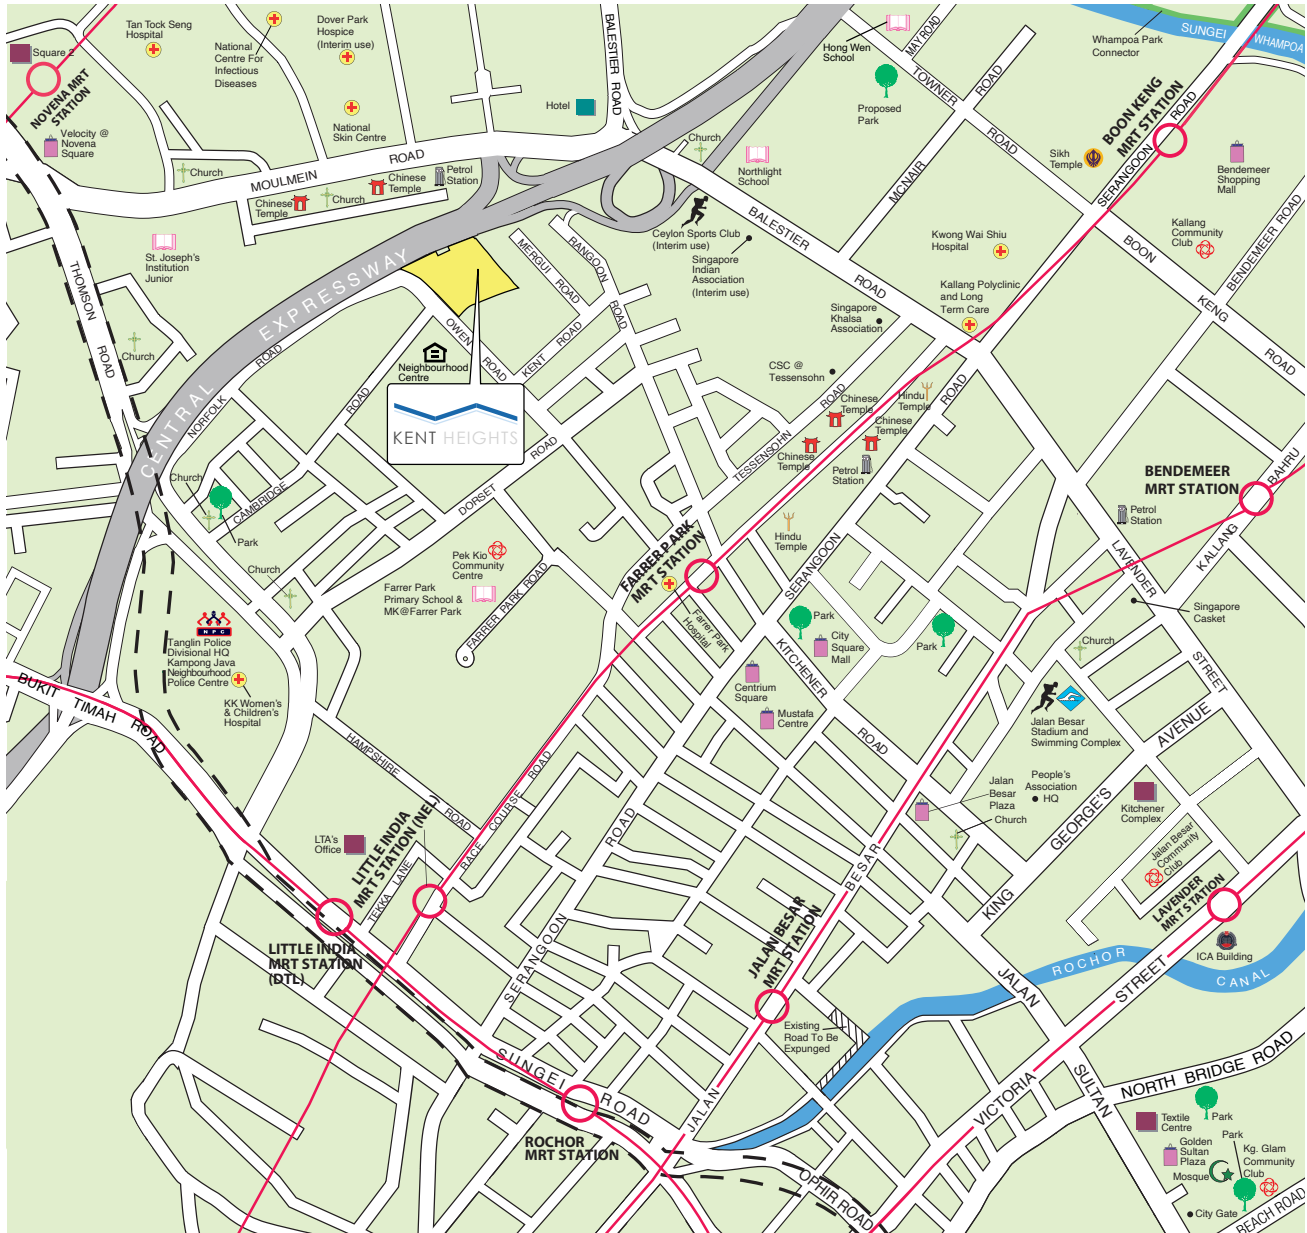 Tan Tock Seng
Hospital
Dover Park
Hospice
(Interim use)
National
Centre For
Infectious
Diseases
Square 2
NOVENA MRT
STATION
Velocity @
Novena
Square
National
Skin Centre
Hotel
BALESTIER ROAD
Hong Wen
School
MAY ROAD
TOWNER
ROAD
Proposed
Park
ROAD
MCNAIR
Whampoa Park
Connector
SUNGEI
WHAMPOA
BOON KENG
MRT STATION
SERANGOON
ROAD
Sikh
Temple
Bendemeer
Shopping
Mall
Kallang
Community
Club
BENDEMEER ROAD
BOON
KENG
ROAD
Church
Northlight
School
Church
MOULMEIN
ROAD
Chinese
Temple
Church
Chinese
Temple
Petrol
Station
St. Joseph's
Institution
Junior
THOMSON
ROAD
Church
CENTRAL
EXPRESSWAY
Ceylon Sports Club
(Interim use)
Singapore
Indian
Association
(Interim use)
BALESTIER
ROAD
Kwong Wai Shiu
Hospital
Kallang Polyclinic
and Long
Term Care
Singapore
Khalsa
Association
CSC @
Tessensohn
MERGUI ROAD
RANGOON
ROAD
OWEN
ROAD
KENT
ROAD
Neighbourhood
Centre
KENT HEIGHTS
NORFOLK
ROAD
ROAD
CAMBRIDGE
DORSET
ROAD
Church
Park
Church
TESSENSOHN
ROAD
Chinese
Temple
Chinese
Temple
Hindu
Temple
Chinese
Temple
Petrol
Station
ROAD
Hindu
Temple
BENDEMEER
MRT STATION
KALLANG
BAHRU
Petrol
Station
LAVENDER
STREET
Singapore
Casket
Pek Kio
Community
Centre
Farrer Park
Primary School &
MK@Farrer Park
FARRER PARK ROAD
FARRER PARK
MRT STATION
Farrer Park
Hospital
SERANGOON
Park
City
Square
Mall
KITCHENER
ROAD
Centrium
Square
Mustafa
Centre
Park
Church
Jalan Besar
Stadium and
Swimming Complex
AVENUE
GEORGE'S
KING
Tanglin Police
Divisional HQ
Kampong Java
Neighbourhood
Police Centre
NPC
KK Women's
& Children's
Hospital
BUKIT TIMAH ROAD
HAMPSHIRE
ROAD
RACE COURSE ROAD
LTA's
Office
LITTLE INDIA
MRT STATION (NEL)
TEKKA LANE
LITTLE INDIA
MRT STATION
(DTL)
SERANGOON
ROAD
Jalan
Besar
Plaza
People's
Association
HQ
Church
Kitchener
Complex
Jalan Besar
Community
Club
LAVENDER
MRT STATION
ICA Building
JALAN BESAR
MRT STATION
BESAR
JALAN
Existing
Road To Be
Expunged
ROCHOR
CANAL
JALAN
SULTAN
VICTORIA
STREET
NORTH BRIDGE ROAD
SUNGEI
ROAD
ROCHOR
MRT STATION
OPHIR ROAD
Textile
Centre
Park
Golden
Sultan
Plaza
Park
Kg. Glam
Community
Club
Mosque
City Gate
BEACH ROAD